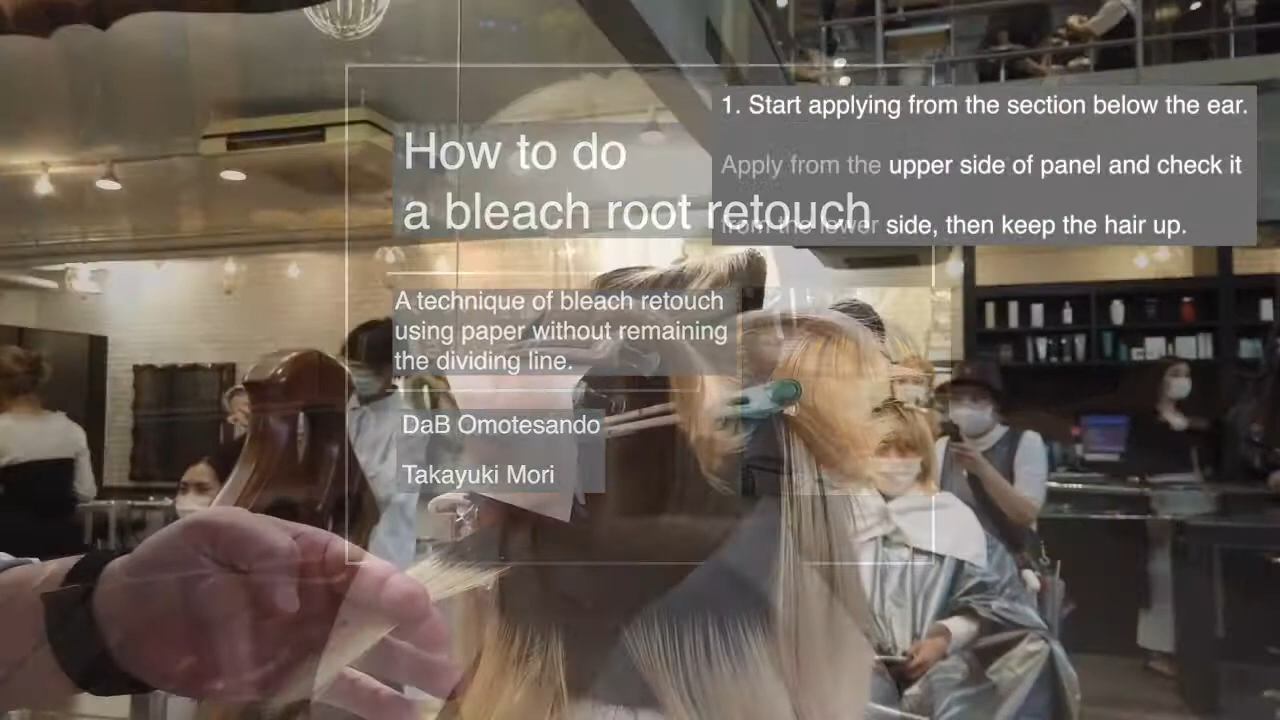 How to do
a bleach root retouch
A technique of bleach retouch
using paper without remaining
the dividing line.
DaB Omotesando
Takayuki Mori
1. Start applying from the section below the ear.
Apply from the upper side of panel and check it
from the lower side, then keep the hair up.